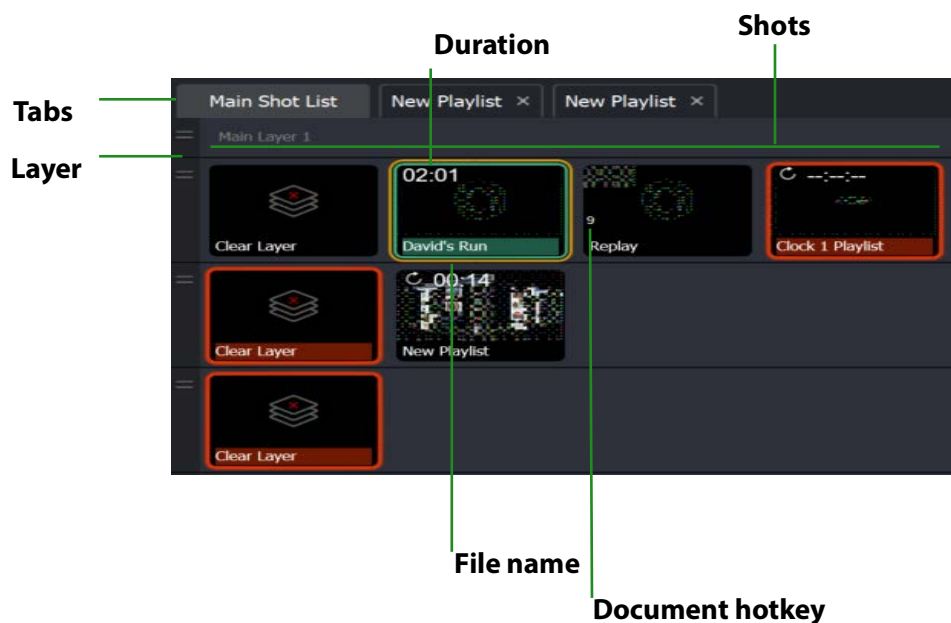 Shots
Duration
Tabs
Main Shot List New Playlist × New Playlist ×
Main Layer 1
Layer
02:01 --:--:--
9
Clear Layer David's Run Replay Clock 1 Playlist
00:14
Clear Layer New Playlist
Clear Layer
File name
Document hotkey